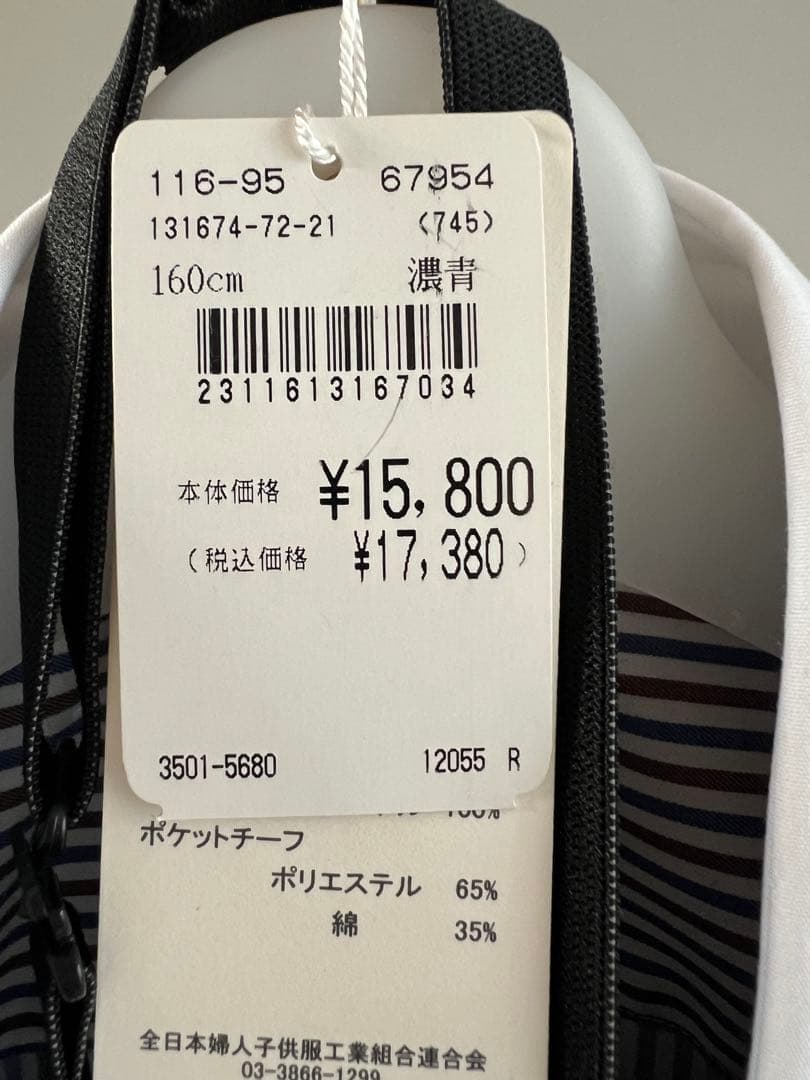 116-95 67954
131674-72-21 (745)
160cm 濃青
2311613167034
本体価格 ¥15,800
(税込価格 ¥17,380)
3501-5680 12055 R
100%
ポケットチーフ
ポリエステル 65%
綿 35%
全日本婦人子供服工業組合連合会
03-3866-1299